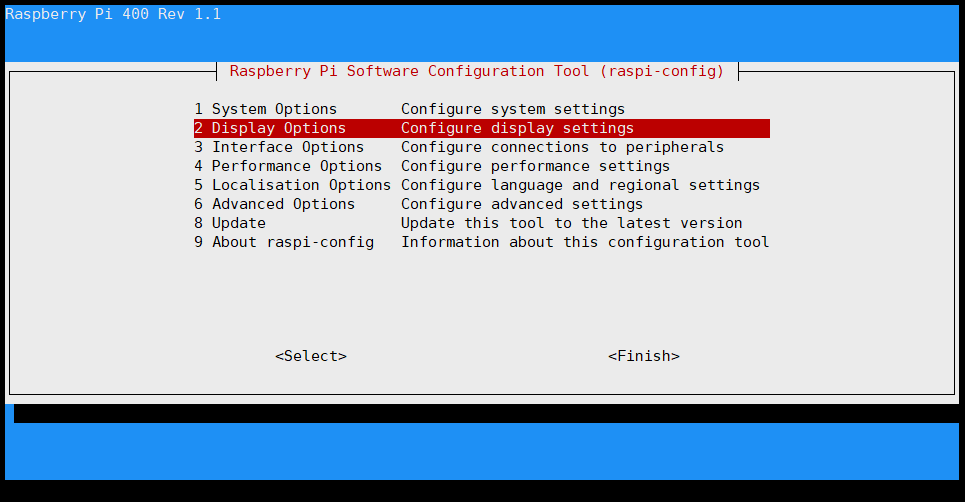 Raspberry Pi 400 Rev 1.1
Raspberry Pi Software Configuration Tool (raspi-config)
1 System Options Configure system settings
2 Display Options Configure display settings
3 Interface Options Configure connections to peripherals
4 Performance Options Configure performance settings
5 Localisation Options Configure language and regional settings
6 Advanced Options Configure advanced settings
8 Update Update this tool to the latest version
9 About raspi-config Information about this configuration tool
<Select> <Finish>